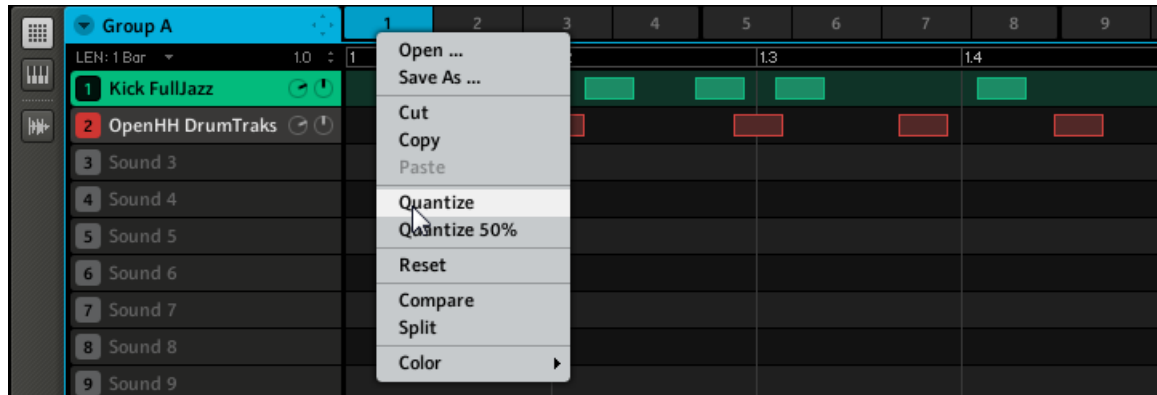 Group A
1 2 3 4 5 6 7 8 9
LEN: 1 Bar 1.0
1 1.3 1.4
1 Kick FullJazz
2 OpenHH DrumTraks
3 Sound 3
4 Sound 4
5 Sound 5
6 Sound 6
7 Sound 7
8 Sound 8
9 Sound 9
Open ...
Save As ...
Cut
Copy
Paste
Quantize
Quantize 50%
Reset
Compare
Split
Color